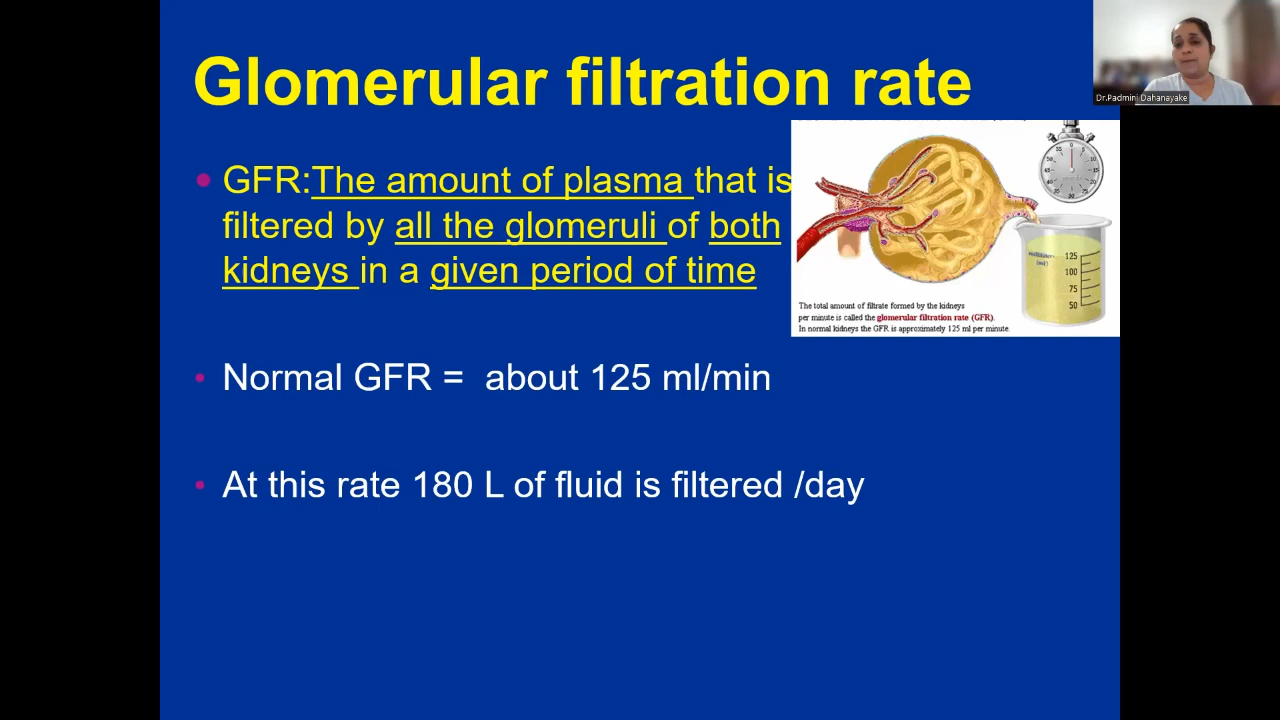 Glomerular filtration rate
Dr.Padmini Dahanayake
• GFR:The amount of plasma that is
filtered by all the glomeruli of both
kidneys in a given period of time
125
100
75
50
The total amount of filtrate formed by the kidneys
per minute is called the glomerular filtration rate (GFR).
In normal kidneys the GFR is approximately 125 ml per minute.
• Normal GFR = about 125 ml/min
• At this rate 180 L of fluid is filtered /day